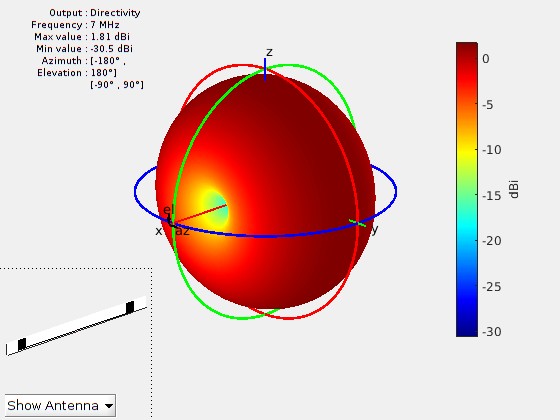 Output : Directivity
Frequency : 7 MHz
Max value : 1.81 dBi
Min value : -30.5 dBi
Azimuth : [-180° ,
Elevation : 180°]
[-90° , 90°]
z
el
x az
y
0
-5
-10
-15
-20
-25
-30
dBi
Show Antenna